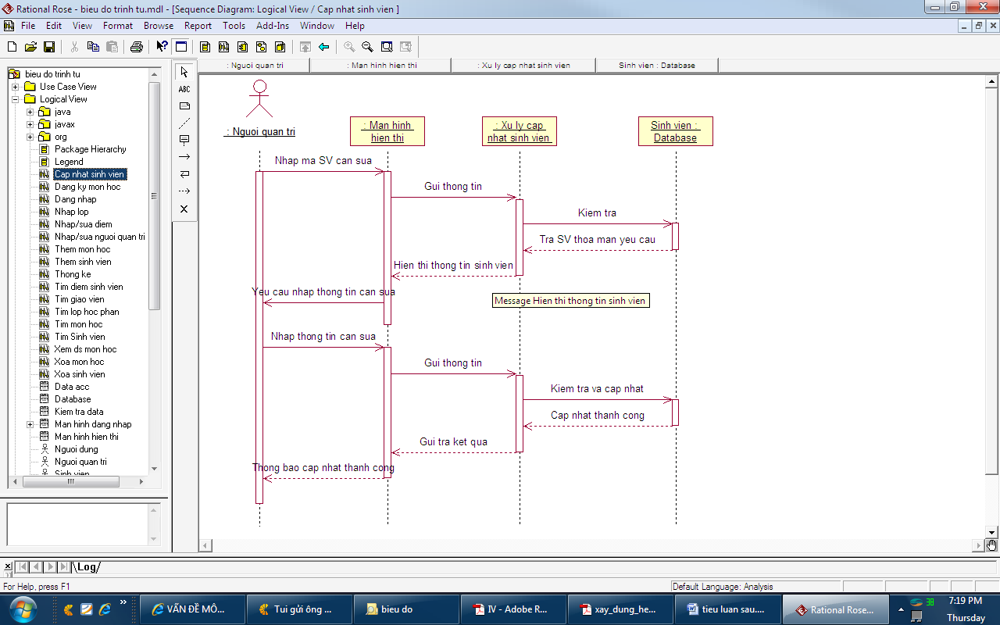 Rational Rose - bieu do trinh tu.mdl - [Sequence Diagram: Logical View / Cap nhat sinh vien ]
File Edit View Format Browse Report Tools Add-Ins Window Help
: Nguoi quan tri : Man hinh hien thi : Xu ly cap nhat sinh vien Sinh vien : Database
bieu do trinh tu
Use Case View
Logical View
java
javax
org
Package Hierarchy
Legend
Cap nhat sinh vien
Dang ky mon hoc
Dang nhap
Nhap lop
Nhap/sua diem
Nhap/sua nguoi quan tri
Them mon hoc
Them sinh vien
Thong ke
Tim diem sinh vien
Tim giao vien
Tim lop hoc phan
Tim mon hoc
Tim Sinh vien
Xem ds mon hoc
Xoa mon hoc
Xoa sinh vien
Data acc
Database
Kiem tra data
Man hinh dang nhap
Man hinh hien thi
Nguoi dung
Nguoi quan tri
Sinh vien
ABC
: Nguoi quan tri
: Man hinh
hien thi
: Xu ly cap
nhat sinh vien
Sinh vien :
Database
Nhap ma SV can sua
Gui thong tin
Kiem tra
Tra SV thoa man yeu cau
Hien thi thong tin sinh vien
Yeu cau nhap thong tin can sua
Message Hien thi thong tin sinh vien
Nhap thong tin can sua
Gui thong tin
Kiem tra va cap nhat
Cap nhat thanh cong
Gui tra ket qua
Thong bao cap nhat thanh cong
Log
For Help, press F1
Default Language: Analysis
VẤN ĐỀ MÔ... Tui gửi ông ... bieu do IV - Adobe R... xay_dung_he... tieu luan sau.... Rational Rose...
38
7:19 PM
Thursday